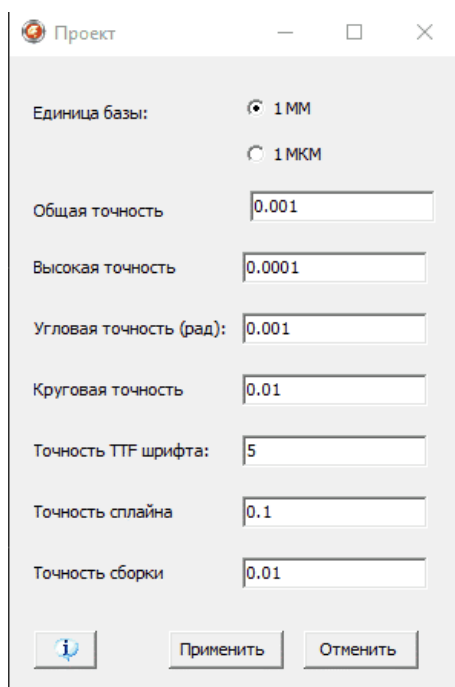 Проект
Единица базы:
1 ММ
1 МКМ
Общая точность
0.001
Высокая точность
0.0001
Угловая точность (рад):
0.001
Круговая точность
0.01
Точность TTF шрифта:
5
Точность сплайна
0.1
Точность сборки
0.01
Применить
Отменить